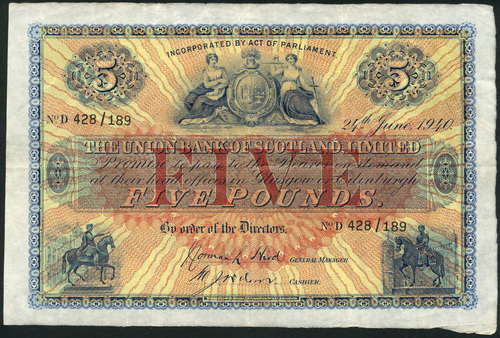 INCORPORATED BY ACT OF PARLIAMENT.
5 5
No D 428/189
24th June, 1940.
THE UNION BANK OF SCOTLAND, LIMITED
Promise to pay to the Bearer on demand
FIVE
at their head offices in Glasgow or Edinburgh
FIVE POUNDS.
By order of the Directors. No D 428/189
Norman Hird GENERAL MANAGER.
CASHIER.